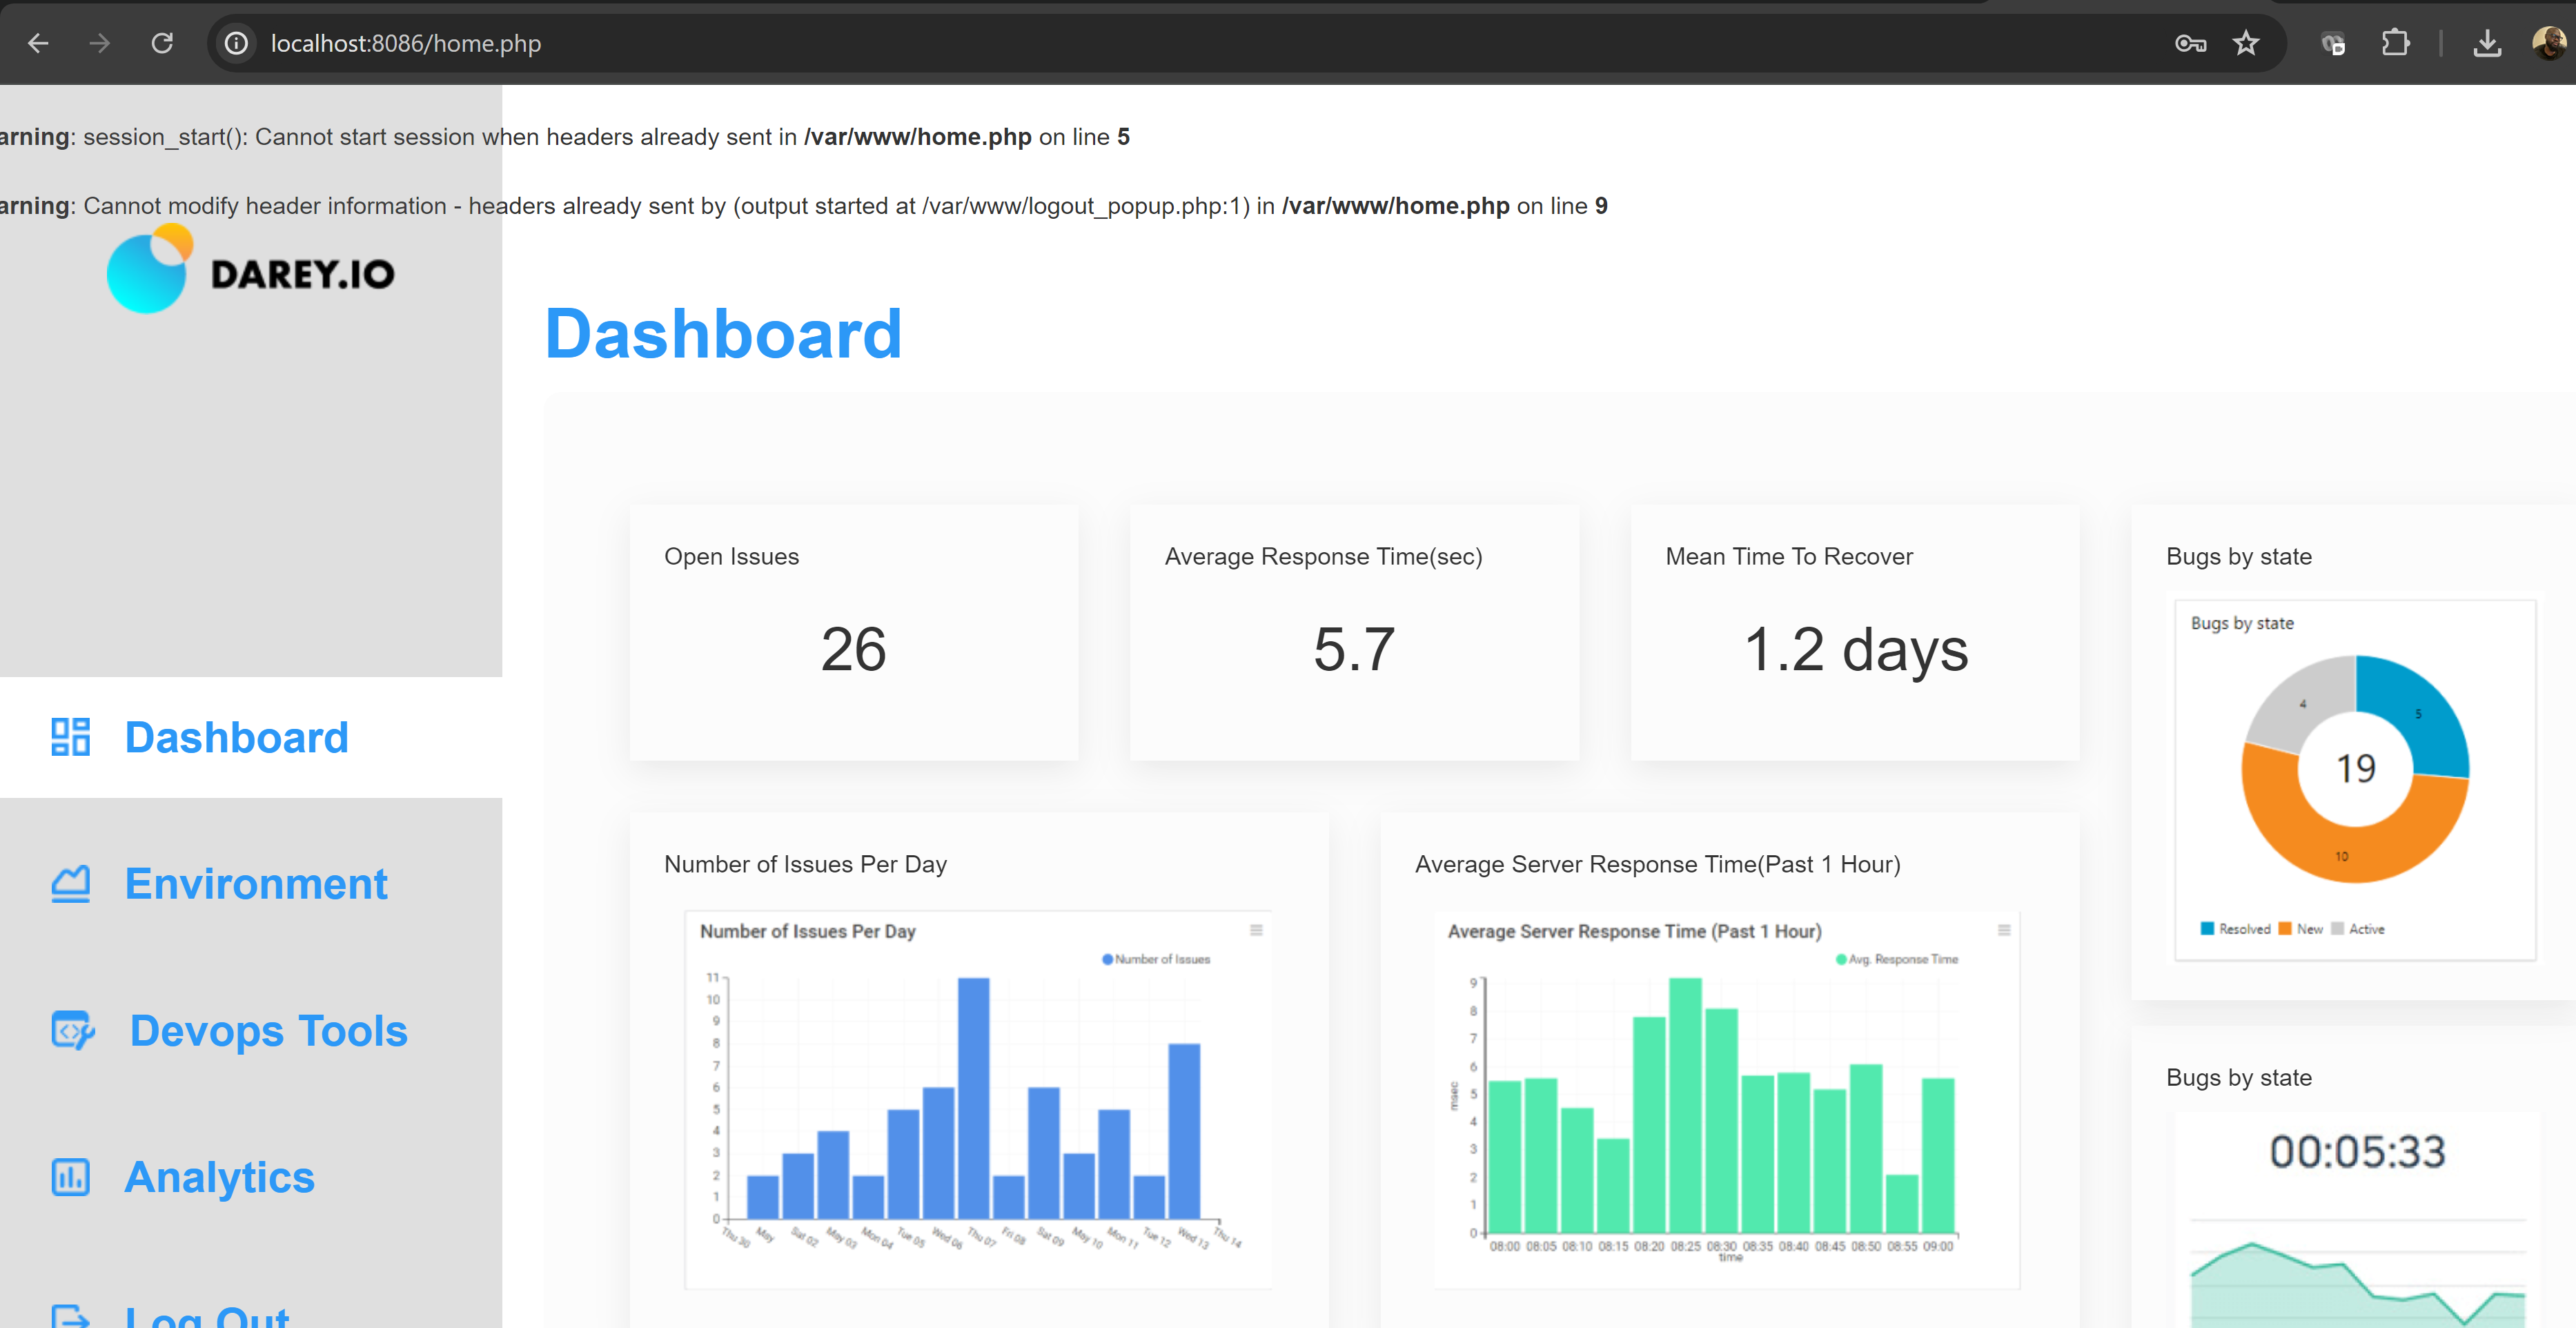 localhost:8086/home.php
arning: session_start(): Cannot start session when headers already sent in /var/www/home.php on line 5
arning: Cannot modify header information - headers already sent by (output started at /var/www/logout_popup.php:1) in /var/www/home.php on line 9
DAREY.IO
Dashboard
Environment
Devops Tools
Analytics
Log Out
Dashboard
Open Issues
26
Average Response Time(sec)
5.7
Mean Time To Recover
1.2 days
Bugs by state
Bugs by state
4
5
19
10
Resolved New Active
Number of Issues Per Day
Number of Issues Per Day
Number of Issues
11
10
9
8
7
6
5
4
3
2
1
0
Thu 30 May Sat 02 May 03 Mon 04 Tue 05 Wed 06 Thu 07 Fri 08 Sat 09 May 10 Mon 11 Tue 12 Wed 13 Thu 14
Average Server Response Time(Past 1 Hour)
Average Server Response Time (Past 1 Hour)
Avg. Response Time
9
8
7
6
5
4
3
2
1
0
msec
08:00 08:05 08:10 08:15 08:20 08:25 08:30 08:35 08:40 08:45 08:50 08:55 09:00
time
Bugs by state
00:05:33